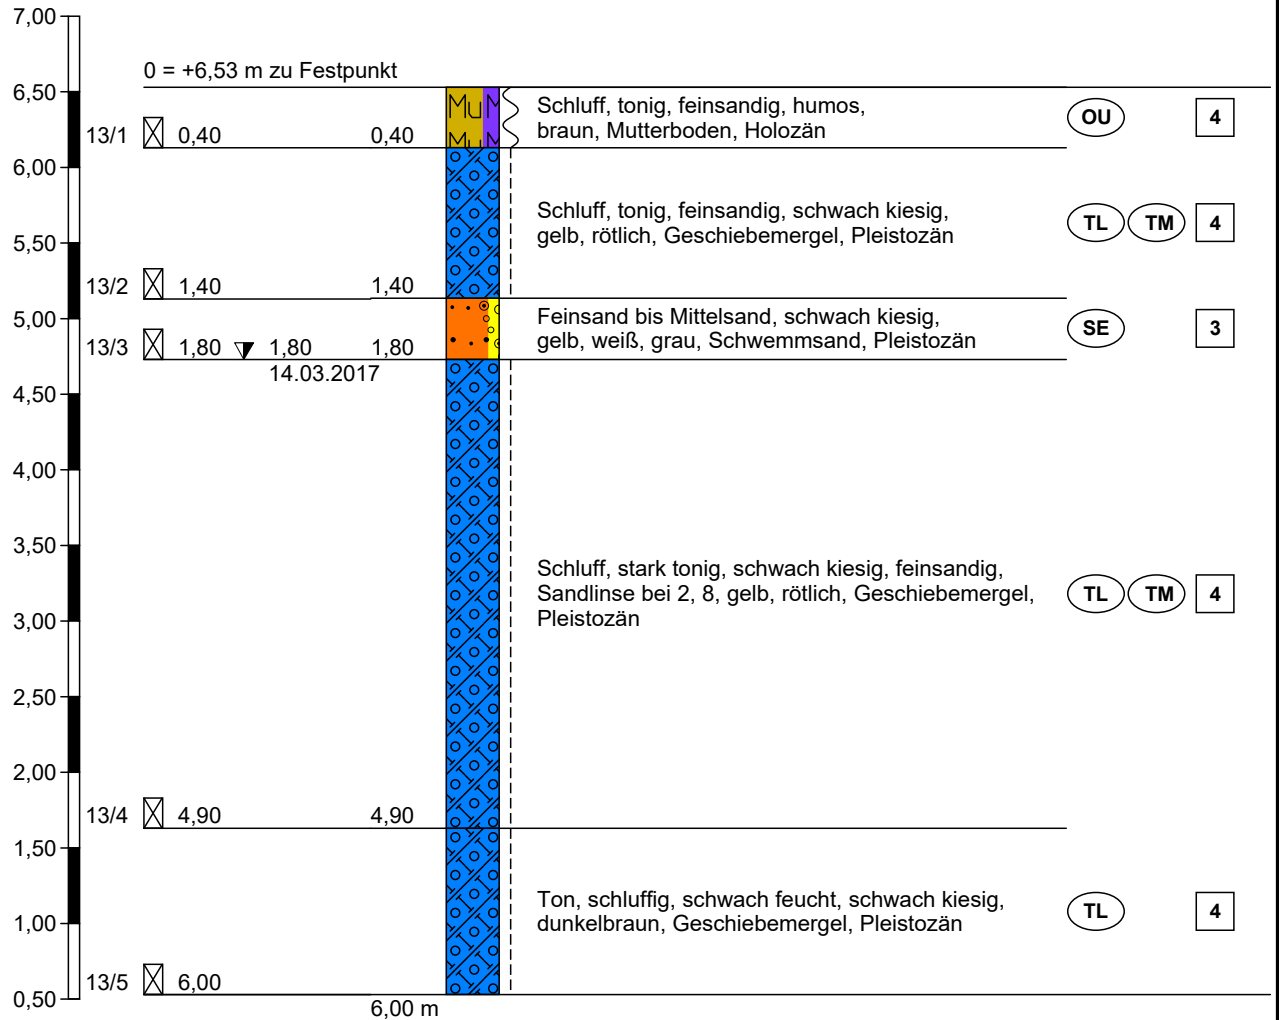 7,00
0 = +6,53 m zu Festpunkt
6,50
Mu M
Mu M
Schluff, tonig, feinsandig, humos,
braun, Mutterboden, Holozän
OU 4
13/1 0,40 0,40
6,00
Schluff, tonig, feinsandig, schwach kiesig,
gelb, rötlich, Geschiebemergel, Pleistozän
TL TM 4
5,50
13/2 1,40 1,40
5,00
Feinsand bis Mittelsand, schwach kiesig,
gelb, weiß, grau, Schwemmsand, Pleistozän
SE 3
13/3 1,80 1,80 1,80
14.03.2017
4,50
4,00
3,50
Schluff, stark tonig, schwach kiesig, feinsandig,
Sandlinse bei 2, 8, gelb, rötlich, Geschiebemergel,
Pleistozän
TL TM 4
3,00
2,50
2,00
13/4 4,90 4,90
1,50
Ton, schluffig, schwach feucht, schwach kiesig,
dunkelbraun, Geschiebemergel, Pleistozän
TL 4
1,00
13/5 6,00
0,50
6,00 m